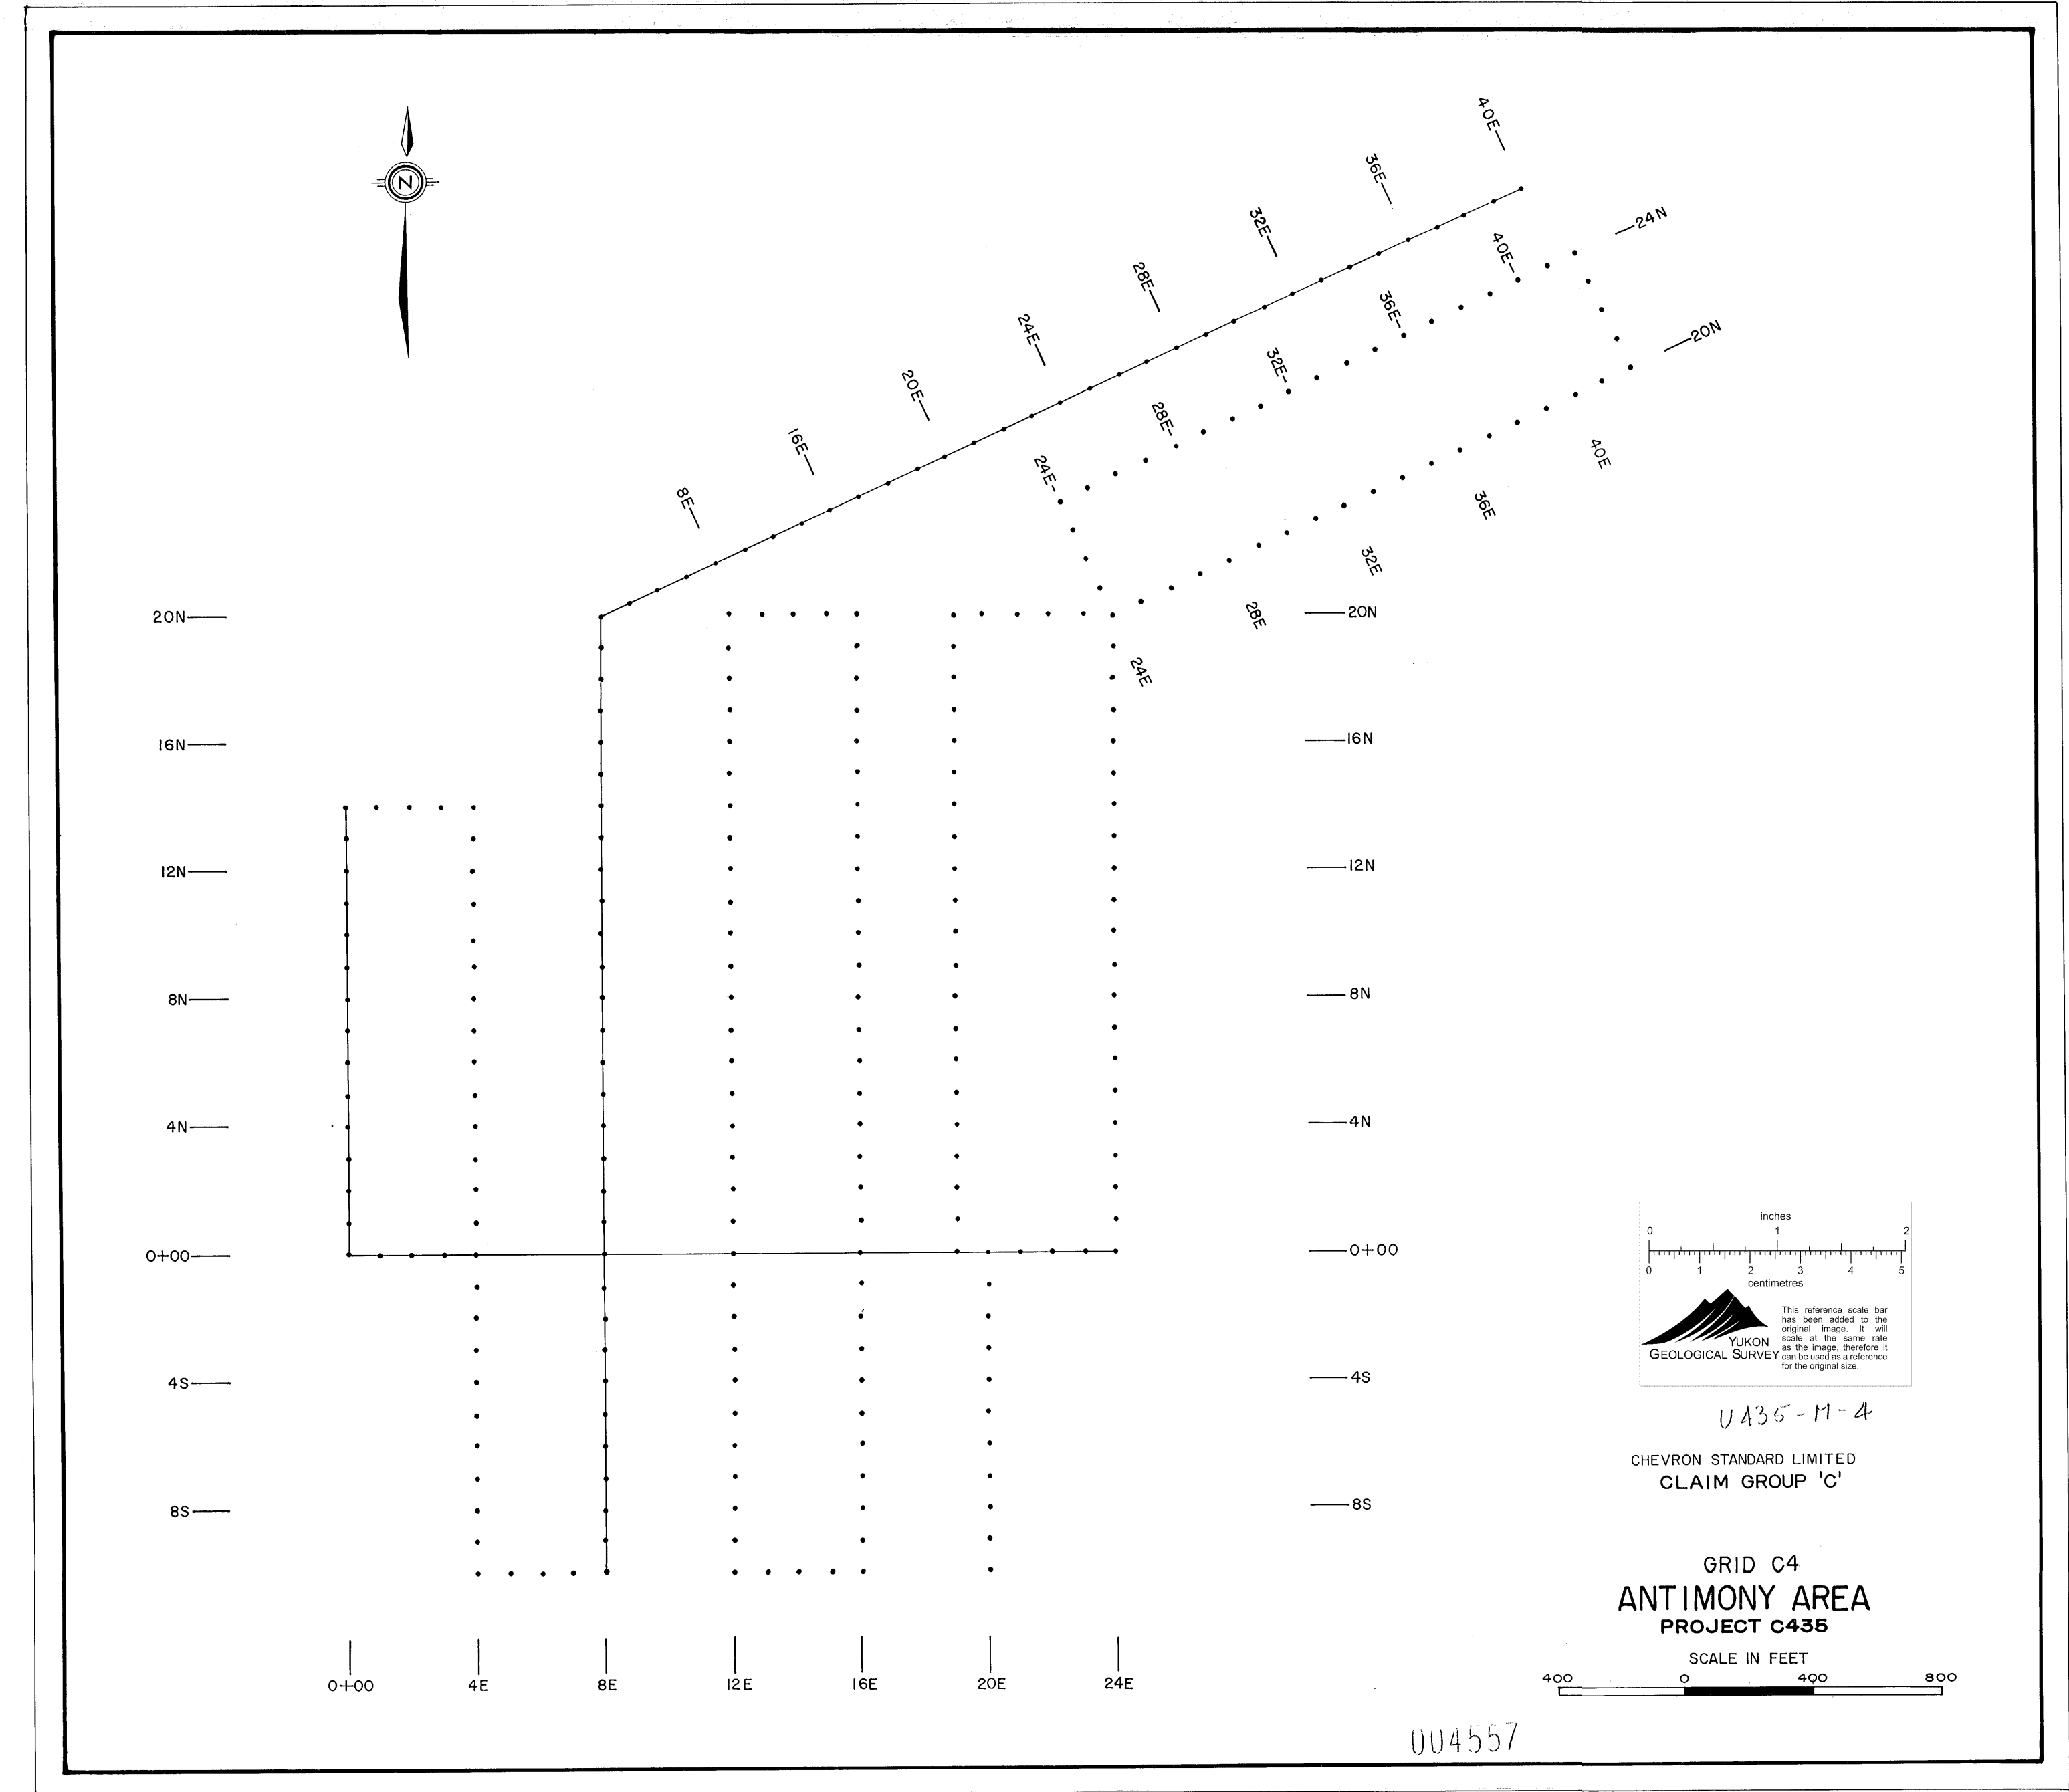 40E
36E
32E
28E
24E
20E
16E
8E
24N
40E
36E
32E
28E
24E
20N
40E
36E
32E
28E
24E
N
20N
16N
12N
8N
4N
0+00
4S
8S
20N
16N
12N
8N
4N
0+00
4S
8S
0+00 4E 8E 12E 16E 20E 24E
inches
0 1 2
0 1 2 3 4 5
centimetres
YUKON
GEOLOGICAL SURVEY
This reference scale bar
has been added to the
original image. It will
scale at the same rate
as the image, therefore it
can be used as a reference
for the original size.
U435-M-4
CHEVRON STANDARD LIMITED
CLAIM GROUP 'C'
GRID C4
ANTIMONY AREA
PROJECT C435
SCALE IN FEET
400 0 400 800
004557